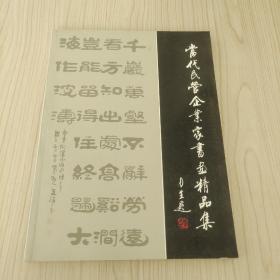 當代民營企業家書畫精品集
千巖萬壑不辭勞遠
看方知出處高谿澗
豈能留得住終歸大
海作波濤